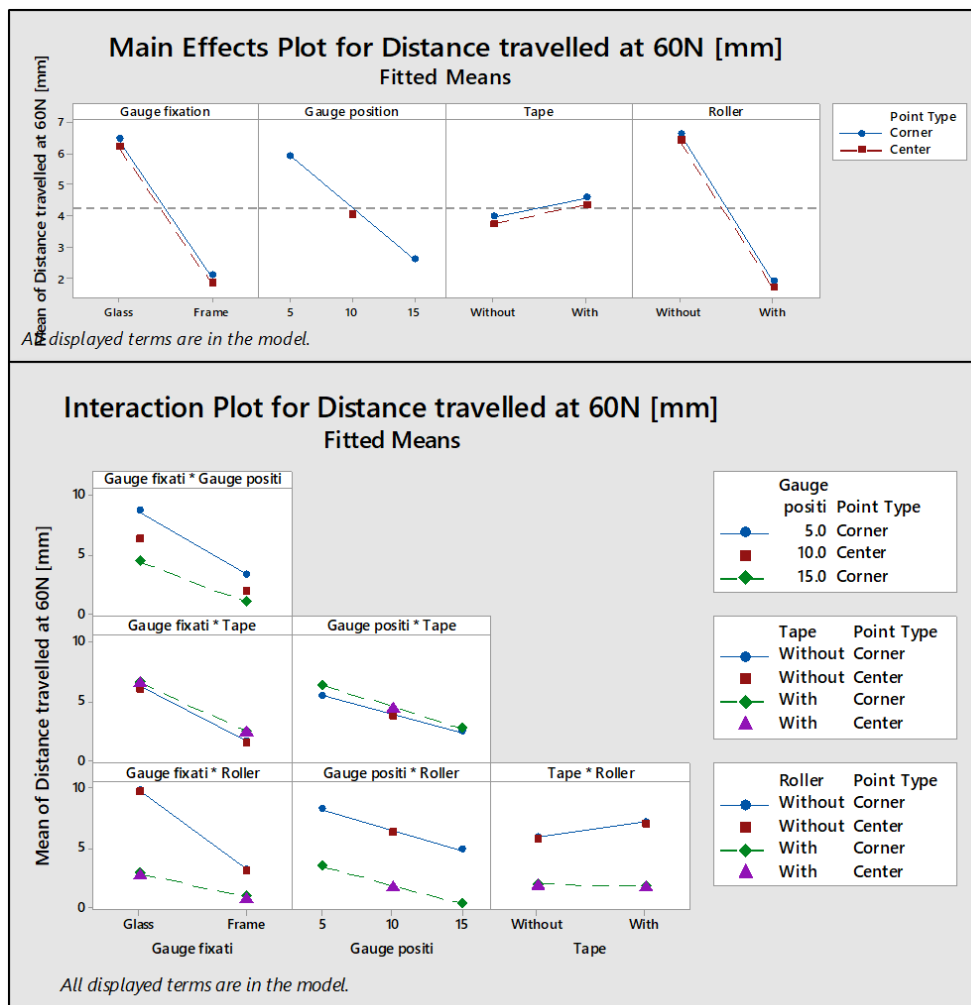 Main Effects Plot for Distance travelled at 60N [mm]
Fitted Means
Gauge fixation Gauge position Tape Roller
Point Type
Corner
Center
Mean of Distance travelled at 60N [mm]
7
6
5
4
3
2
Glass Frame 5 10 15 Without With Without With
All displayed terms are in the model.
Interaction Plot for Distance travelled at 60N [mm]
Fitted Means
Mean of Distance travelled at 60N [mm]
Gauge fixati * Gauge positi
10
5
0
Gauge
positi Point Type
5.0 Corner
10.0 Center
15.0 Corner
Gauge fixati * Tape Gauge positi * Tape
10
5
0
Tape Point Type
Without Corner
Without Center
With Corner
With Center
Gauge fixati * Roller Gauge positi * Roller Tape * Roller
10
5
0
Roller Point Type
Without Corner
Without Center
With Corner
With Center
Glass Frame 5 10 15 Without With
Gauge fixati Gauge positi Tape
All displayed terms are in the model.